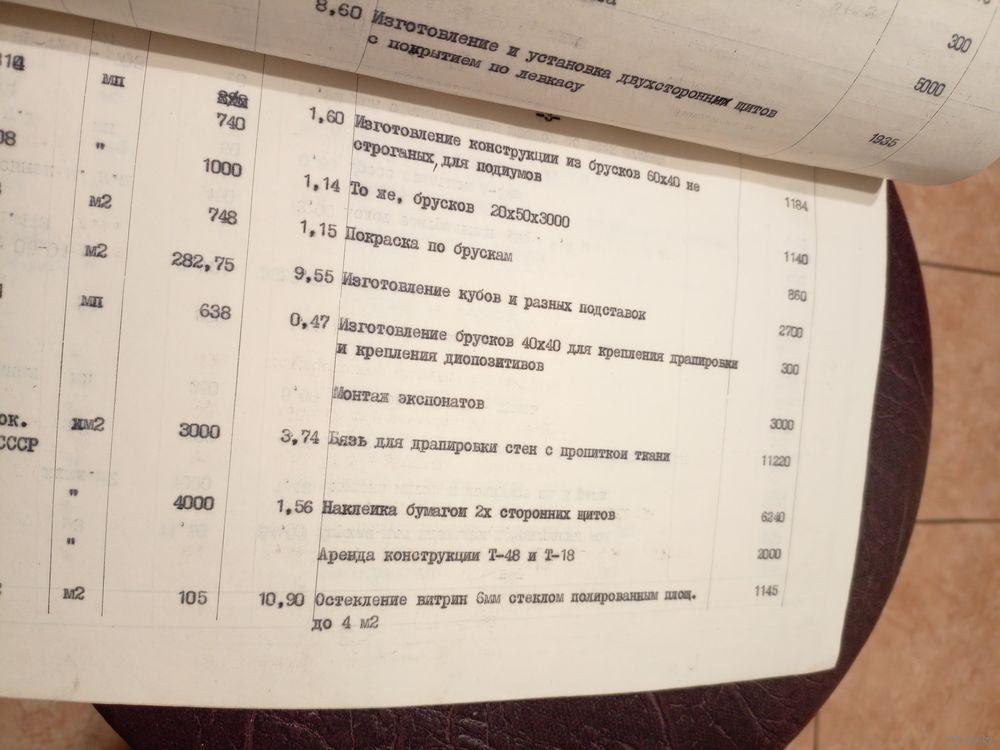 300
8,60 Изготовление и установка двухсторонних щитов 5000
с покрытием по левкасу
1935
мп 740 1,60 Изготовление конструкции из брусков 60х40 не
строганых, для подиумов 1184
" 1000 1,14 То же, брусков 20х50х3000 1140
м2 748 1,15 Покраска по брускам 860
м2 282,75 9,55 Изготовление кубов и разных подставок 2700
мп 638 0,47 Изготовление брусков 40х40 для крепления драпировки 300
и крепления диопозитивов
Монтаж экспонатов 3000
ок. м2 3000 3,74 Бязь для драпировки стен с пропиткой ткани 11220
СССР
" 4000 1,56 Наклейка бумагой 2х сторонних щитов 6240
" Аренда конструкции Т-48 и Т-18 2000
м2 105 10,90 Остекление витрин 6мм стеклом полированным площ. 1145
до 4 м2